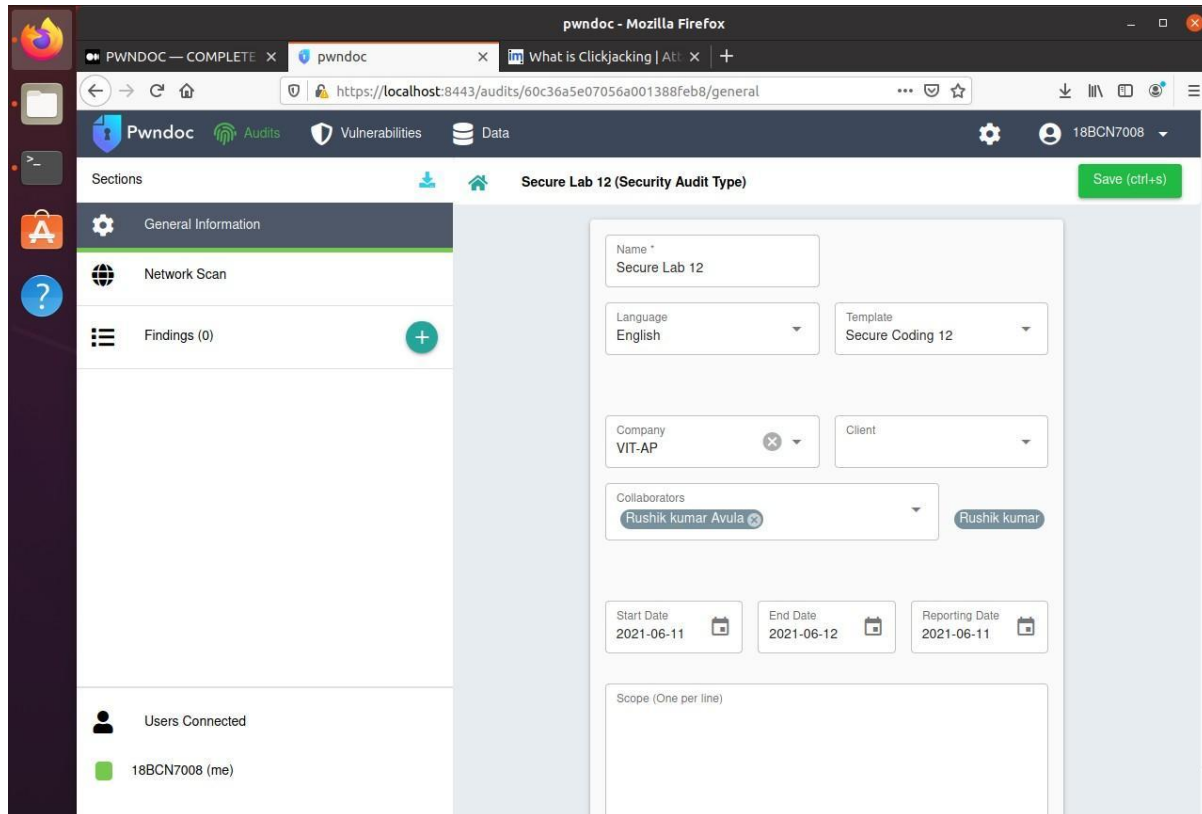 pwndoc - Mozilla Firefox
PWNDOC — COMPLETE
pwndoc
im What is Clickjacking | Att
https://localhost:8443/audits/60c36a5e07056a001388feb8/general
Pwndoc Audits Vulnerabilities Data 18BCN7008
Sections
Secure Lab 12 (Security Audit Type)
Save (ctrl+s)
General Information
Network Scan
Findings (0)
Name *
Secure Lab 12
Language
English
Template
Secure Coding 12
Company
VIT-AP
Client
Collaborators
Rushik kumar Avula
Rushik kumar
Start Date
2021-06-11
End Date
2021-06-12
Reporting Date
2021-06-11
Scope (One per line)
Users Connected
18BCN7008 (me)